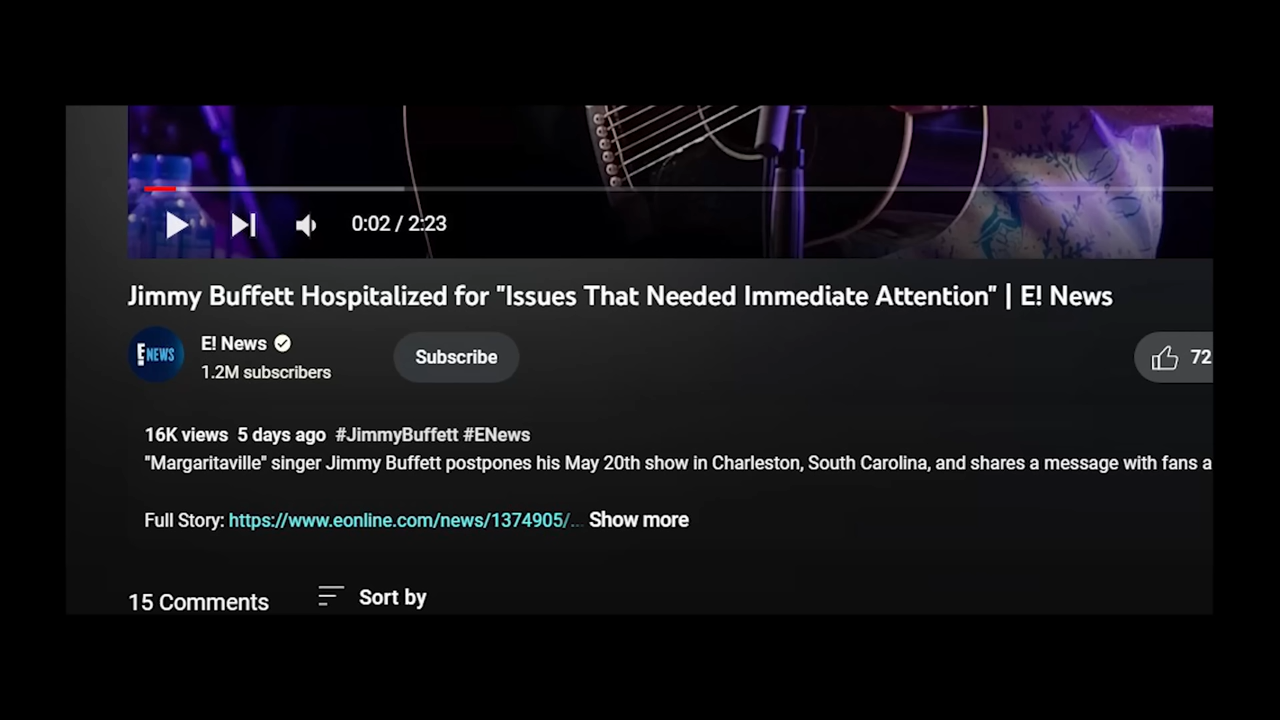 0:02 / 2:23
Jimmy Buffett Hospitalized for "Issues That Needed Immediate Attention" | E! News
E! NEWS
E! News
1.2M subscribers
Subscribe
72
16K views 5 days ago #JimmyBuffett #ENews
"Margaritaville" singer Jimmy Buffett postpones his May 20th show in Charleston, South Carolina, and shares a message with fans a
Full Story: https://www.eonline.com/news/1374905/... Show more
15 Comments
Sort by